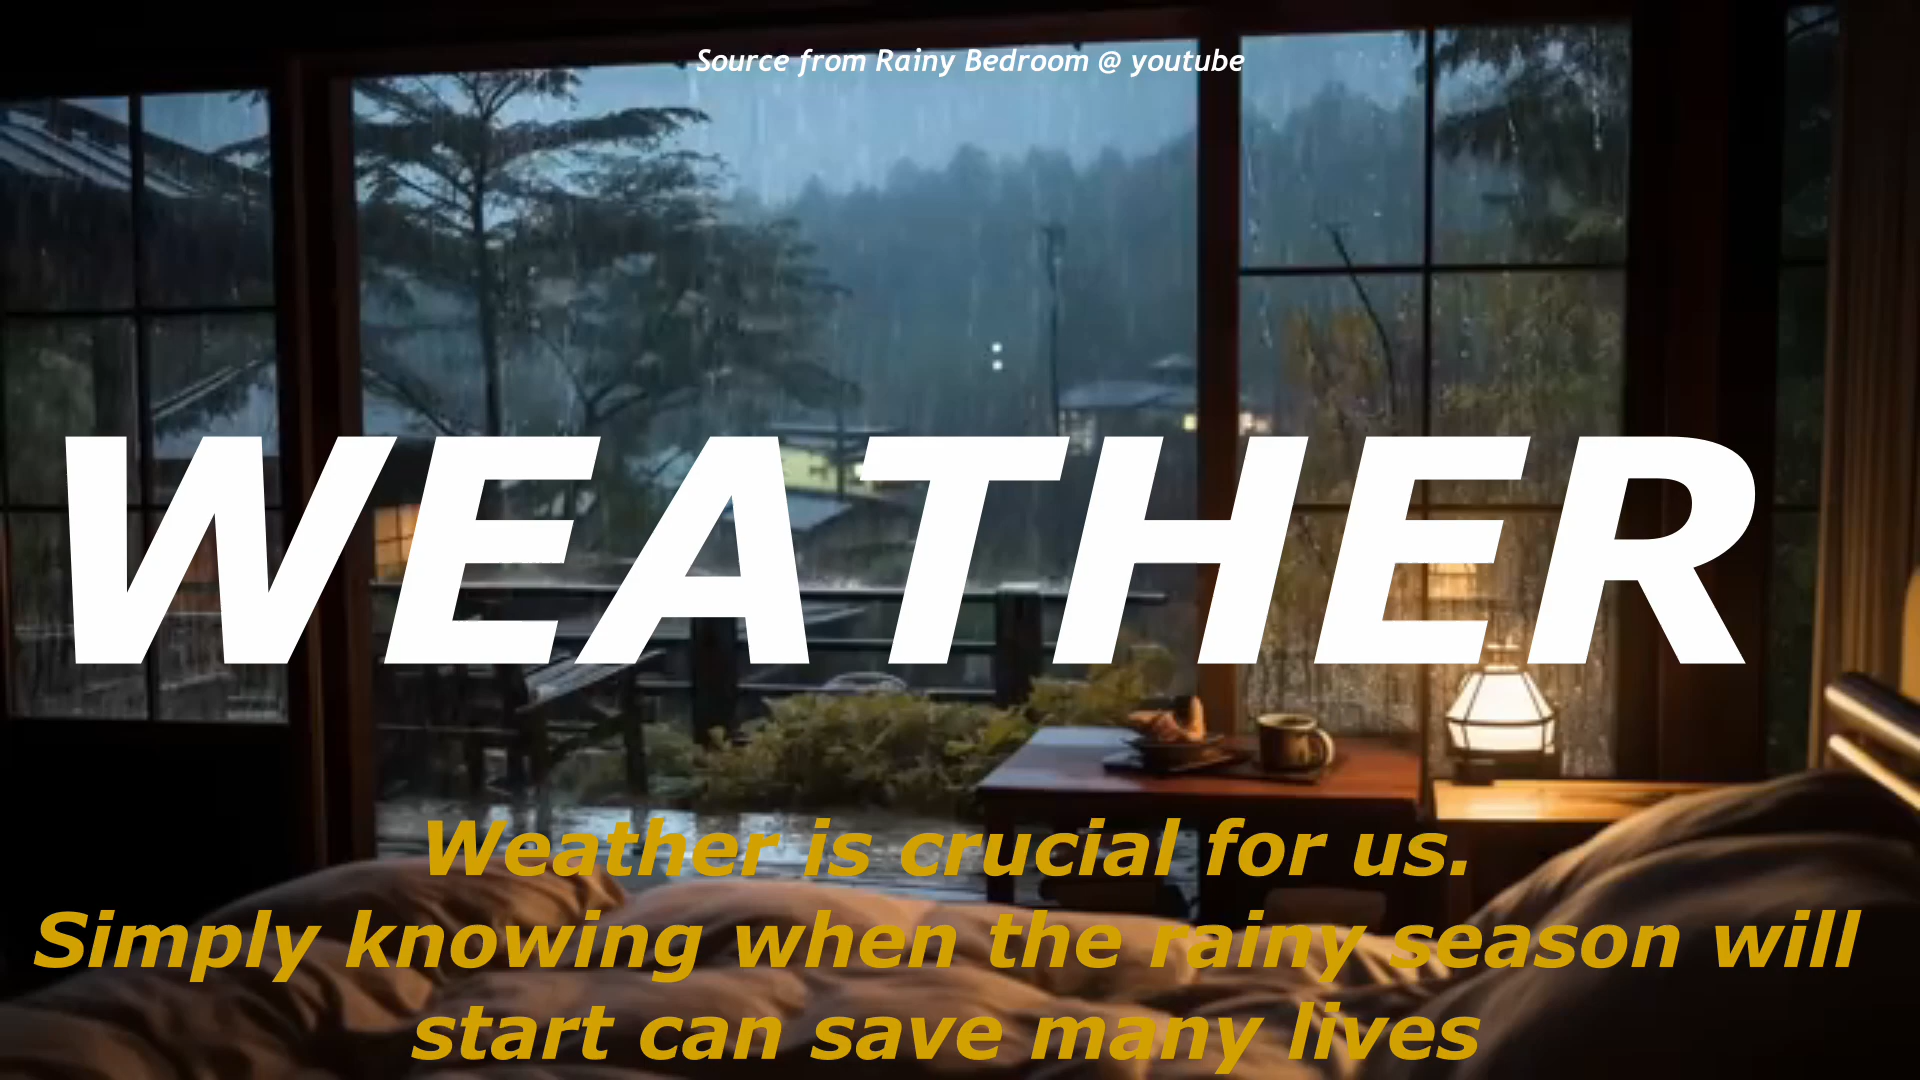 Source from Rainy Bedroom @ youtube
WEATHER
Weather is crucial for us.
Simply knowing when the rainy season will
start can save many lives